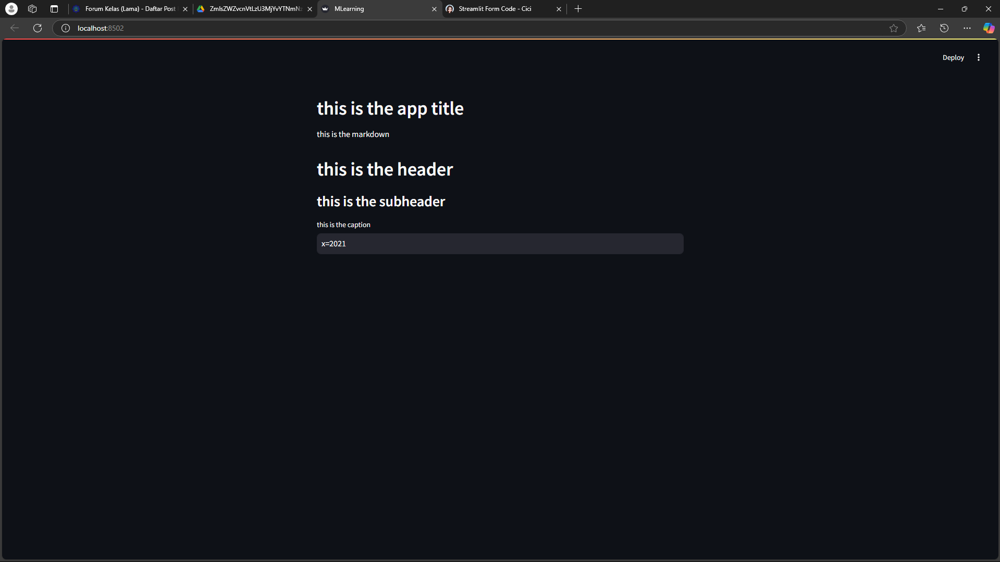 Forum Kelas (Lama) - Daftar Post
MLearning
Streamlit Form Code - Cici
localhost:8502
Deploy
this is the app title
this is the markdown
this is the header
this is the subheader
this is the caption
x=2021